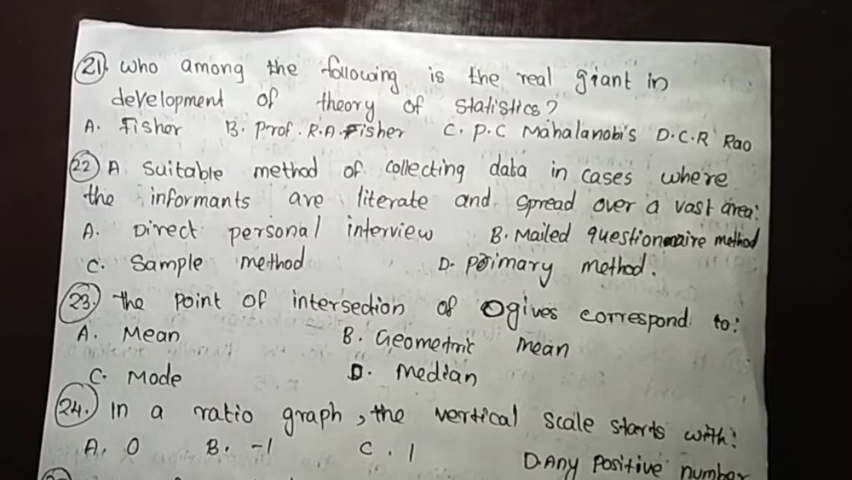 21. Who among the following is the real giant in
development of theory of Statistics?
A. Fisher B. Prof. R.A. Fisher C. P.C Mahalanobi's D. C.R Rao
22 A suitable method of collecting data in cases where
the informants are literate and spread over a vast area:
A. Direct personal interview B. Mailed questionnaire method
C. Sample method D. Primary method.
23. The point of intersection of Ogives correspond to:
A. Mean B. Geometric mean
C. Mode D. Median
24. In a ratio graph, the vertical scale starts with:
A. 0 B. -1 C. 1 D. Any positive number